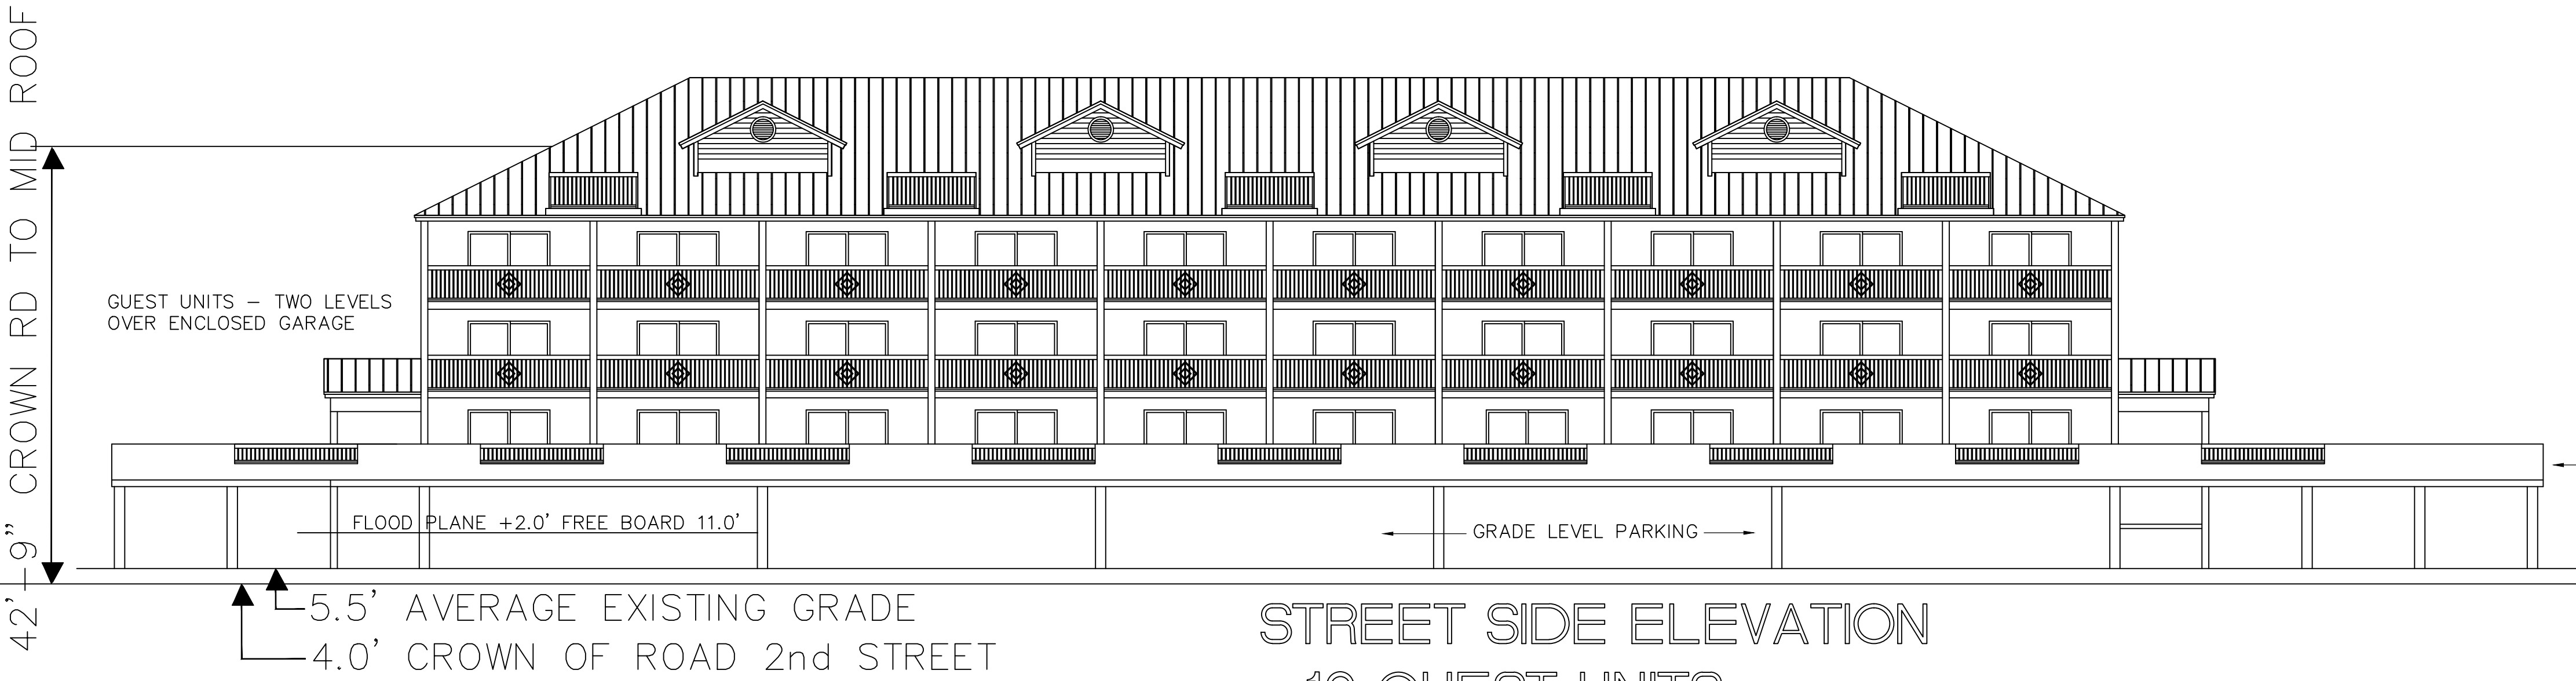 42'-9" CROWN RD TO MID ROOF
GUEST UNITS – TWO LEVELS
OVER ENCLOSED GARAGE
FLOOD PLANE +2.0' FREE BOARD 11.0'
GRADE LEVEL PARKING
5.5' AVERAGE EXISTING GRADE
4.0' CROWN OF ROAD 2nd STREET
STREET SIDE ELEVATION
GUEST UNITS